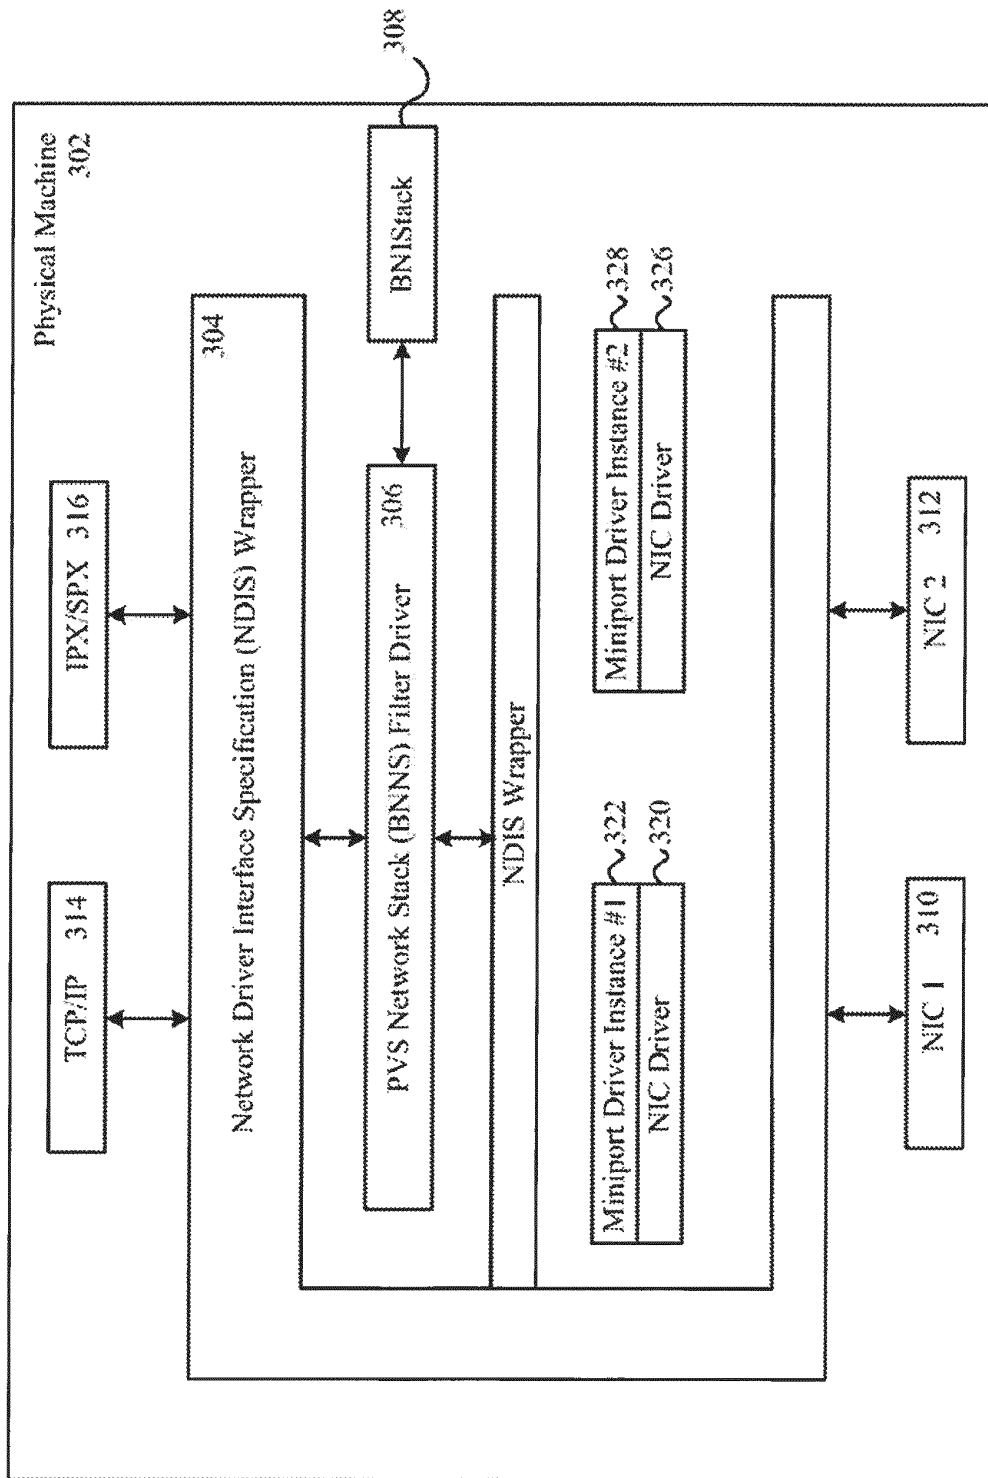 Physical Machine
302
TCP/IP 314
IPX/SPX 316
304
Network Driver Interface Specification (NDIS) Wrapper
PVS Network Stack (BNNS) Filter Driver
306
BNIStack
308
NDIS Wrapper
Miniport Driver Instance #1
322
NIC Driver
320
Miniport Driver Instance #2
328
NIC Driver
326
NIC 1 310
NIC 2 312